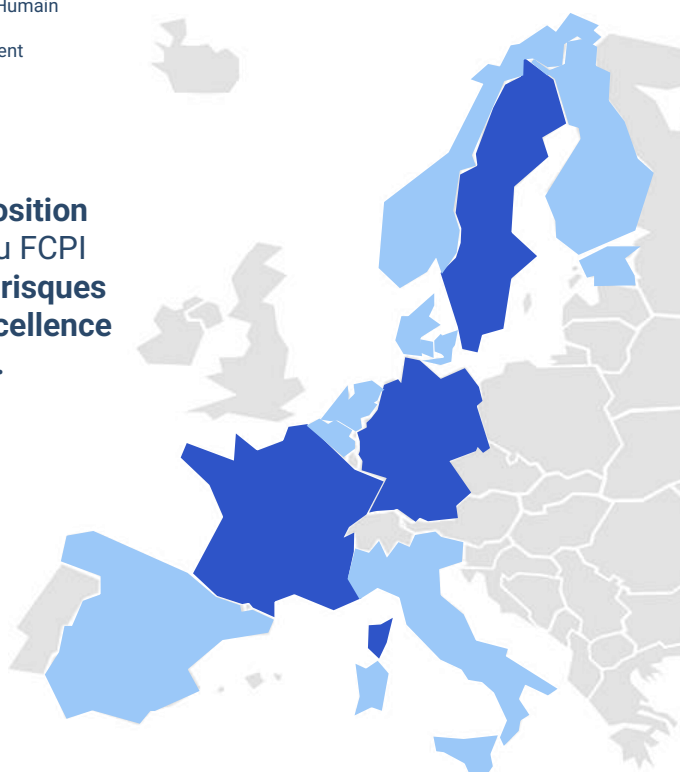 Humain
ent
osition
u FCPI
risques
cellence
.